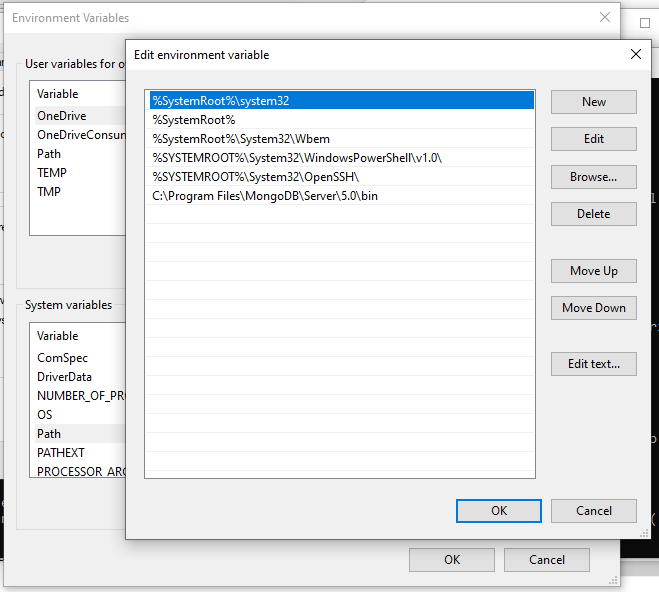 Environment Variables
Edit environment variable
User variables for
Variable
OneDrive
OneDriveConsun
Path
TEMP
TMP
%SystemRoot%\system32
%SystemRoot%
%SystemRoot%\System32\Wbem
%SYSTEMROOT%\System32\WindowsPowerShell\v1.0\
%SYSTEMROOT%\System32\OpenSSH\
C:\Program Files\MongoDB\Server\5.0\bin
New
Edit
Browse...
Delete
Move Up
Move Down
Edit text...
System variables
Variable
ComSpec
DriverData
NUMBER_OF_PR
OS
Path
PATHEXT
PROCESSOR_ARC
OK
Cancel
OK
Cancel